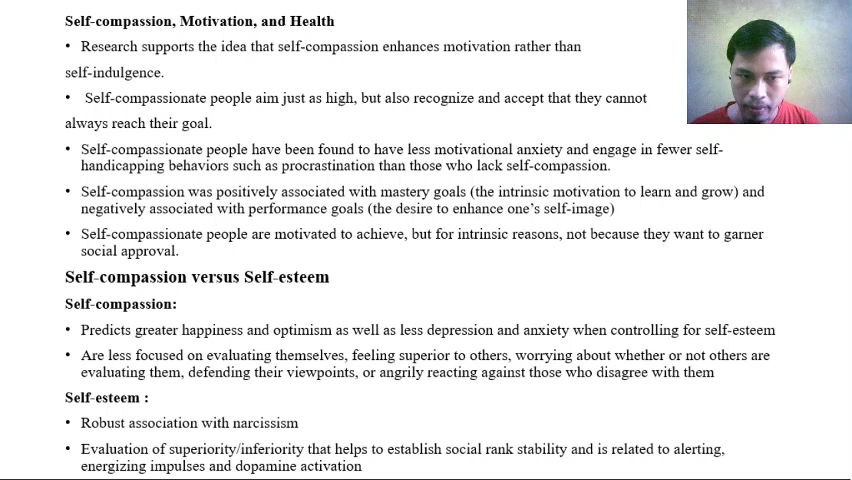 Self-compassion, Motivation, and Health
• Research supports the idea that self-compassion enhances motivation rather than
self-indulgence.
• Self-compassionate people aim just as high, but also recognize and accept that they cannot
always reach their goal.
• Self-compassionate people have been found to have less motivational anxiety and engage in fewer self-
handicapping behaviors such as procrastination than those who lack self-compassion.
• Self-compassion was positively associated with mastery goals (the intrinsic motivation to learn and grow) and
negatively associated with performance goals (the desire to enhance one’s self-image)
• Self-compassionate people are motivated to achieve, but for intrinsic reasons, not because they want to garner
social approval.
Self-compassion versus Self-esteem
Self-compassion:
• Predicts greater happiness and optimism as well as less depression and anxiety when controlling for self-esteem
• Are less focused on evaluating themselves, feeling superior to others, worrying about whether or not others are
evaluating them, defending their viewpoints, or angrily reacting against those who disagree with them
Self-esteem :
• Robust association with narcissism
• Evaluation of superiority/inferiority that helps to establish social rank stability and is related to alerting,
energizing impulses and dopamine activation